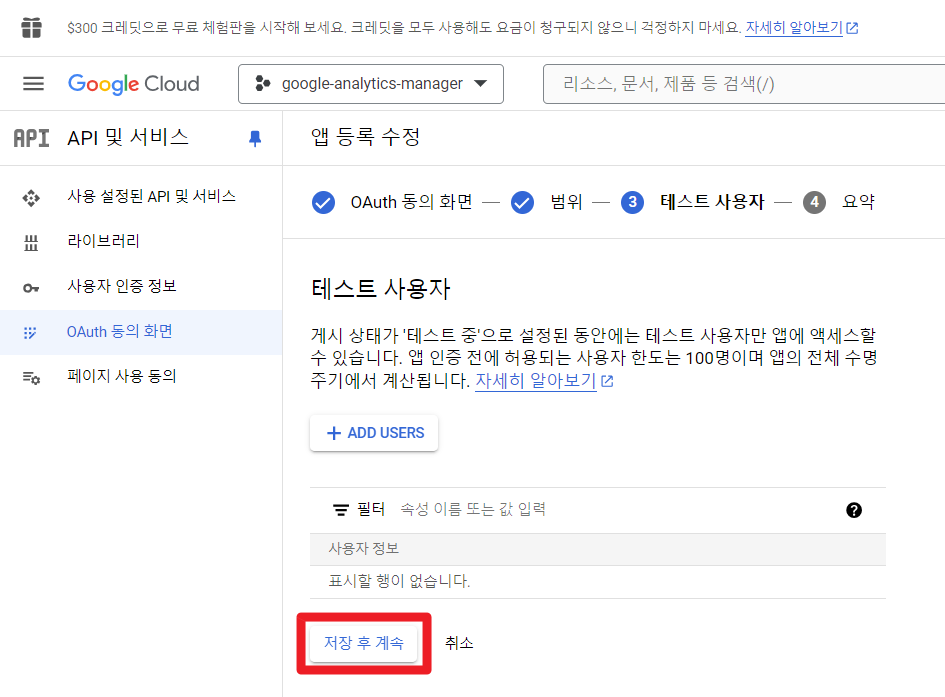 $300 크레딧으로 무료 체험판을 시작해 보세요. 크레딧을 모두 사용해도 요금이 청구되지 않으니 걱정하지 마세요. 자세히 알아보기
Google Cloud
google-analytics-manager
리소스, 문서, 제품 등 검색(/)
API API 및 서비스
앱 등록 수정
사용 설정된 API 및 서비스
라이브러리
사용자 인증 정보
OAuth 동의 화면
페이지 사용 동의
OAuth 동의 화면 — 범위 — 3 테스트 사용자 — 4 요약
테스트 사용자
게시 상태가 '테스트 중'으로 설정된 동안에는 테스트 사용자만 앱에 액세스할
수 있습니다. 앱 인증 전에 허용되는 사용자 한도는 100명이며 앱의 전체 수명
주기에서 계산됩니다. 자세히 알아보기
+ ADD USERS
필터 속성 이름 또는 값 입력
사용자 정보
표시할 행이 없습니다.
저장 후 계속 취소